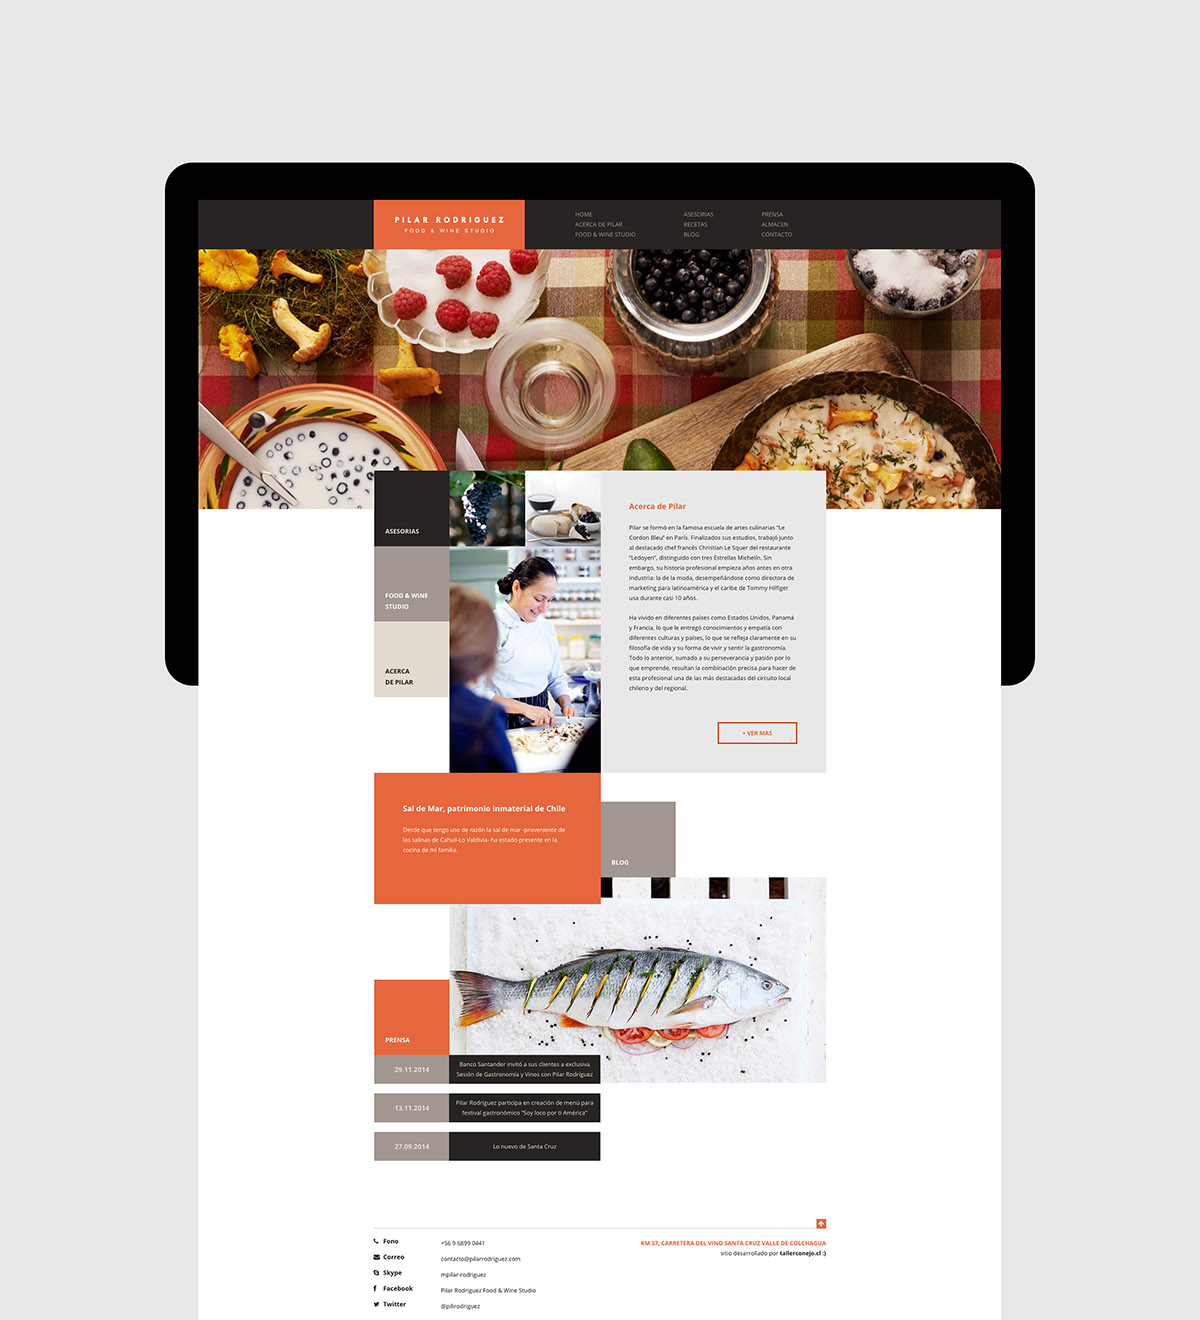 PILAR RODRIGUEZ
FOOD & WINE STUDIO
HOME
ACERCA DE PILAR
FOOD & WINE STUDIO
ASESORIAS
RECETAS
BLOG
PRENSA
ALMACEN
CONTACTO
ASESORIAS
FOOD & WINE
STUDIO
ACERCA
DE PILAR
Acerca de Pilar
Pilar se formó en la famosa escuela de artes culinarias "Le
Cordon Bleu" en París. Finalizados sus estudios, trabajó junto
al destacado chef francés Christian Le Squer del restaurante
"Ledoyen", distinguido con tres Estrellas Michelín. Sin
embargo, su historia profesional empieza años antes en otra
industria: la de la moda, desempeñándose como directora de
marketing para latinoamérica y el caribe de Tommy Hilfiger
usa durante casi 10 años.
Ha vivido en diferentes países como Estados Unidos, Panamá
y Francia, lo que le entregó conocimientos y empatía con
diferentes culturas y países, lo que se refleja claramente en su
filosofía de vida y su forma de vivir y sentir la gastronomía.
Todo lo anterior, sumado a su perseverancia y pasión por lo
que emprende, resultan la combinación precisa para hacer de
esta profesional una de las más destacadas del circuito local
chileno y del regional.
+ VER MAS
Sal de Mar, patrimonio inmaterial de Chile
Desde que tengo uso de razón la sal de mar -proveniente de
las salinas de Cahuil-Lo Valdivia- ha estado presente en la
cocina de mi familia.
BLOG
PRENSA
29.11.2014
Banco Santander invitó a sus clientes a exclusiva
Sesión de Gastronomía y Vinos con Pilar Rodríguez
13.11.2014
Pilar Rodríguez participa en creación de menú para
festival gastronómico "Soy loco por ti América"
27.09.2014
Lo nuevo de Santa Cruz
Fono
+56 9 6899 0441
Correo
contacto@pilarrodriguez.com
Skype
mpilar-rodriguez
Facebook
Pilar Rodriguez Food & Wine Studio
Twitter
@pilirodriguez
KM 37, CARRETERA DEL VINO SANTA CRUZ VALLE DE COLCHAGUA
sitio desarrollado por tallerconejo.cl :)